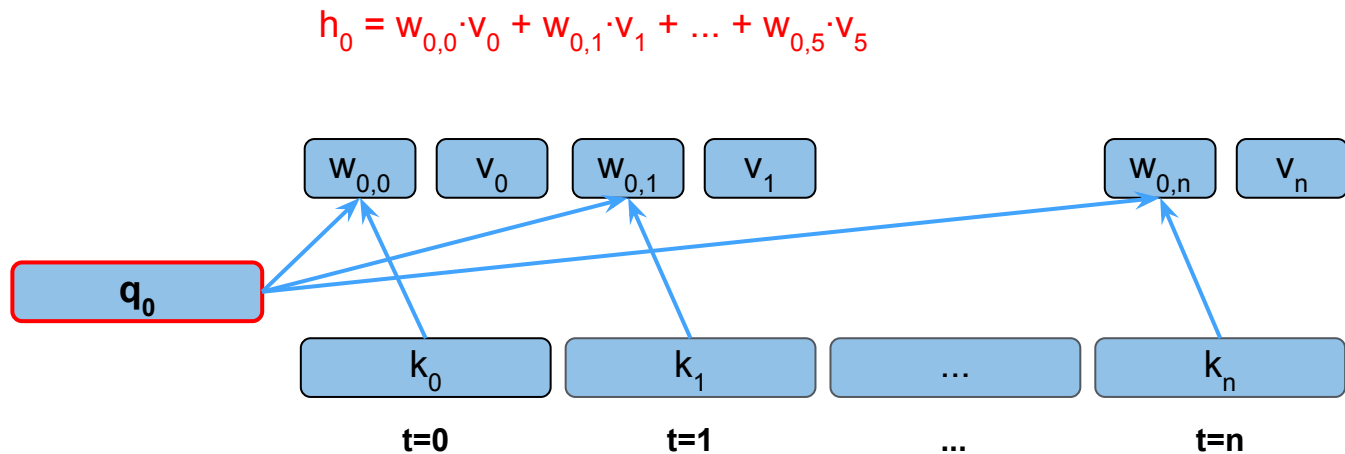 h₀ = w₀,₀·v₀ + w₀,₁·v₁ + ... + w₀,₅·v₅
w₀,₀ v₀ w₀,₁ v₁ w₀,ₙ vₙ
q₀
k₀ k₁ ... kₙ
t=0 t=1 ... t=n